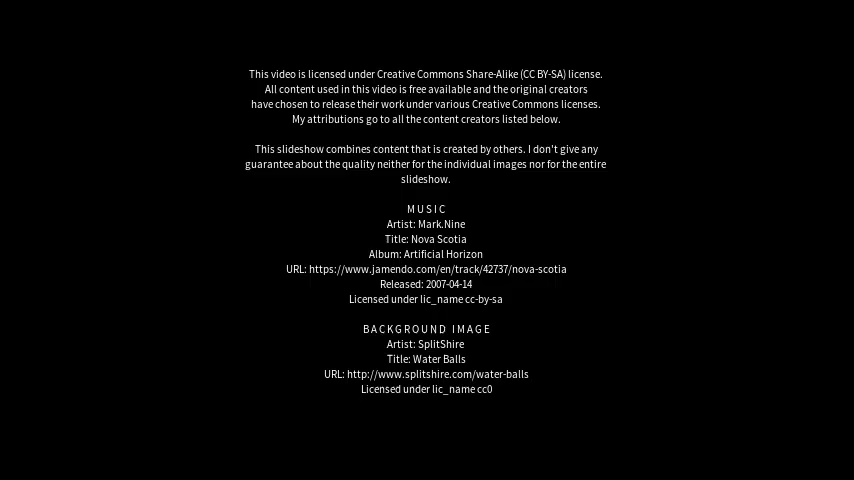 This video is licensed under Creative Commons Share-Alike (CC BY-SA) license.
All content used in this video is free available and the original creators
have chosen to release their work under various Creative Commons licenses.
My attributions go to all the content creators listed below.
This slideshow combines content that is created by others. I don't give any
guarantee about the quality neither for the individual images nor for the entire
slideshow.
MUSIC
Artist: Mark.Nine
Title: Nova Scotia
Album: Artificial Horizon
URL: https://www.jamendo.com/en/track/42737/nova-scotia
Released: 2007-04-14
Licensed under lic_name cc-by-sa
BACKGROUND IMAGE
Artist: SplitShire
Title: Water Balls
URL: http://www.splitshire.com/water-balls
Licensed under lic_name cc0